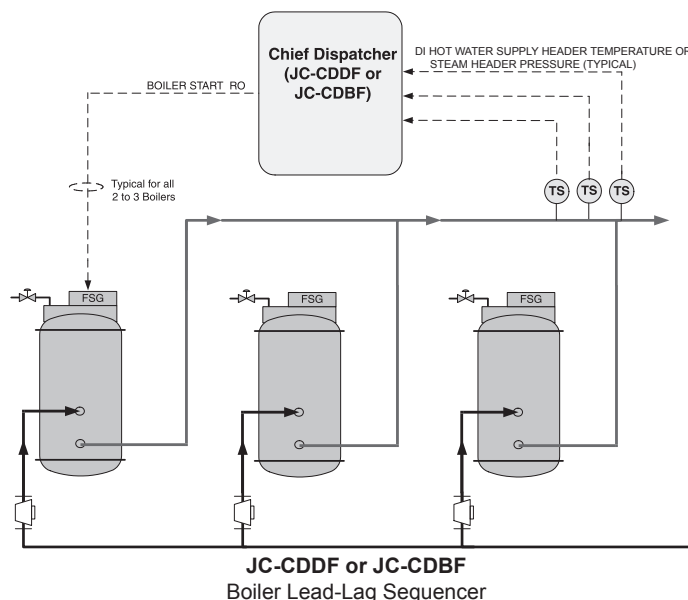 Chief Dispatcher
(JC-CDDF or
JC-CDBF)
DI HOT WATER SUPPLY HEADER TEMPERATURE OR
STEAM HEADER PRESSURE (TYPICAL)
BOILER START RO
Typical for all
2 to 3 Boilers
TS
TS
TS
FSG
FSG
FSG
JC-CDDF or JC-CDBF
Boiler Lead-Lag Sequencer